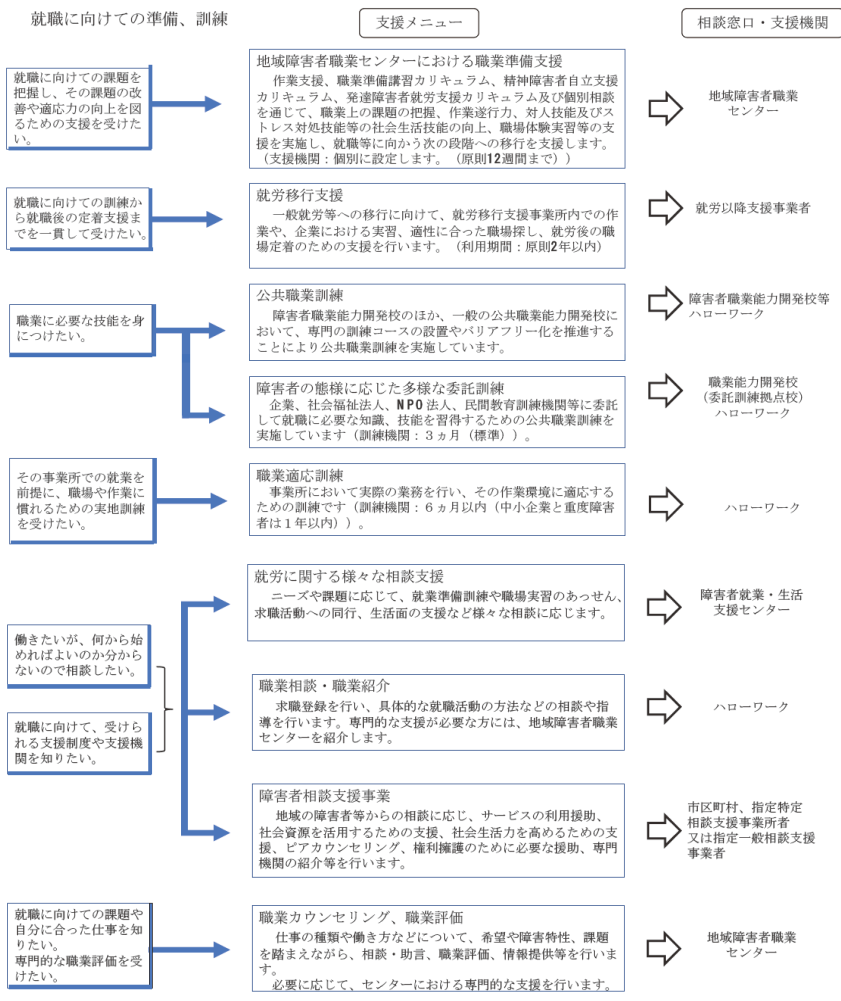 就職に向けての準備、訓練
支援メニュー
相談窓口・支援機関
就職に向けての課題を
把握し、その課題の改
善や適応力の向上を図
るための支援を受けた
い。
地域障害者職業センターにおける職業準備支援
作業支援、職業準備講習カリキュラム、精神障害者自立支援
カリキュラム、発達障害者就労支援カリキュラム及び個別相談
を通じて、職業上の課題の把握、作業遂行力、対人技能及びス
トレス対処技能等の社会生活技能の向上、職場体験実習等の支
援を実施し、就職等に向かう次の段階への移行を支援します。
（支援機関：個別に設定します。（原則12週間まで））
地域障害者職業
センター
就職に向けての訓練か
ら就職後の定着支援ま
でを一貫して受けたい。
就労移行支援
一般就労等への移行に向けて、就労移行支援事業所内での作
業や、企業における実習、適性に合った職場探し、就労後の職
場定着のための支援を行います。（利用期間：原則2年以内）
就労以降支援事業者
職業に必要な技能を身
につけたい。
公共職業訓練
障害者職業能力開発校のほか、一般の公共職業能力開発校に
おいて、専門の訓練コースの設置やバリアフリー化を推進する
ことにより公共職業訓練を実施しています。
障害者職業能力開発校等
ハローワーク
障害者の態様に応じた多様な委託訓練
企業、社会福祉法人、NPO法人、民間教育訓練機関等に委託
して就職に必要な知識、技能を習得するための公共職業訓練を
実施しています（訓練機関：３ヵ月（標準））。
職業能力開発校
（委託訓練拠点校）
ハローワーク
その事業所での就業を
前提に、職場や作業に
慣れるための実地訓練
を受けたい。
職業適応訓練
事業所において実際の業務を行い、その作業環境に適応する
ための訓練です（訓練機関：６ヵ月以内（中小企業と重度障害
者は１年以内））。
ハローワーク
就労に関する様々な相談支援
ニーズや課題に応じて、就業準備訓練や職場実習のあっせん、
求職活動への同行、生活面の支援など様々な相談に応じます。
障害者就業・生活
支援センター
働きたいが、何から始
めればよいのか分から
ないので相談したい。
就職に向けて、受けら
れる支援制度や支援機
関を知りたい。
職業相談・職業紹介
求職登録を行い、具体的な就職活動の方法などの相談や指
導を行います。専門的な支援が必要な方には、地域障害者職業
センターを紹介します。
ハローワーク
障害者相談支援事業
地域の障害者等からの相談に応じ、サービスの利用援助、
社会資源を活用するための支援、社会生活力を高めるための支
援、ピアカウンセリング、権利擁護のために必要な援助、専門
機関の紹介等を行います。
市区町村、指定特定
相談支援事業所者
又は指定一般相談支援
事業者
就職に向けての課題や
自分に合った仕事を知
りたい。
専門的な職業評価を受
けたい。
職業カウンセリング、職業評価
仕事の種類や働き方などについて、希望や障害特性、課題
を踏まえながら、相談・助言、職業評価、情報提供等を行いま
す。
必要に応じて、センターにおける専門的な支援を行います。
地域障害者職業
センター